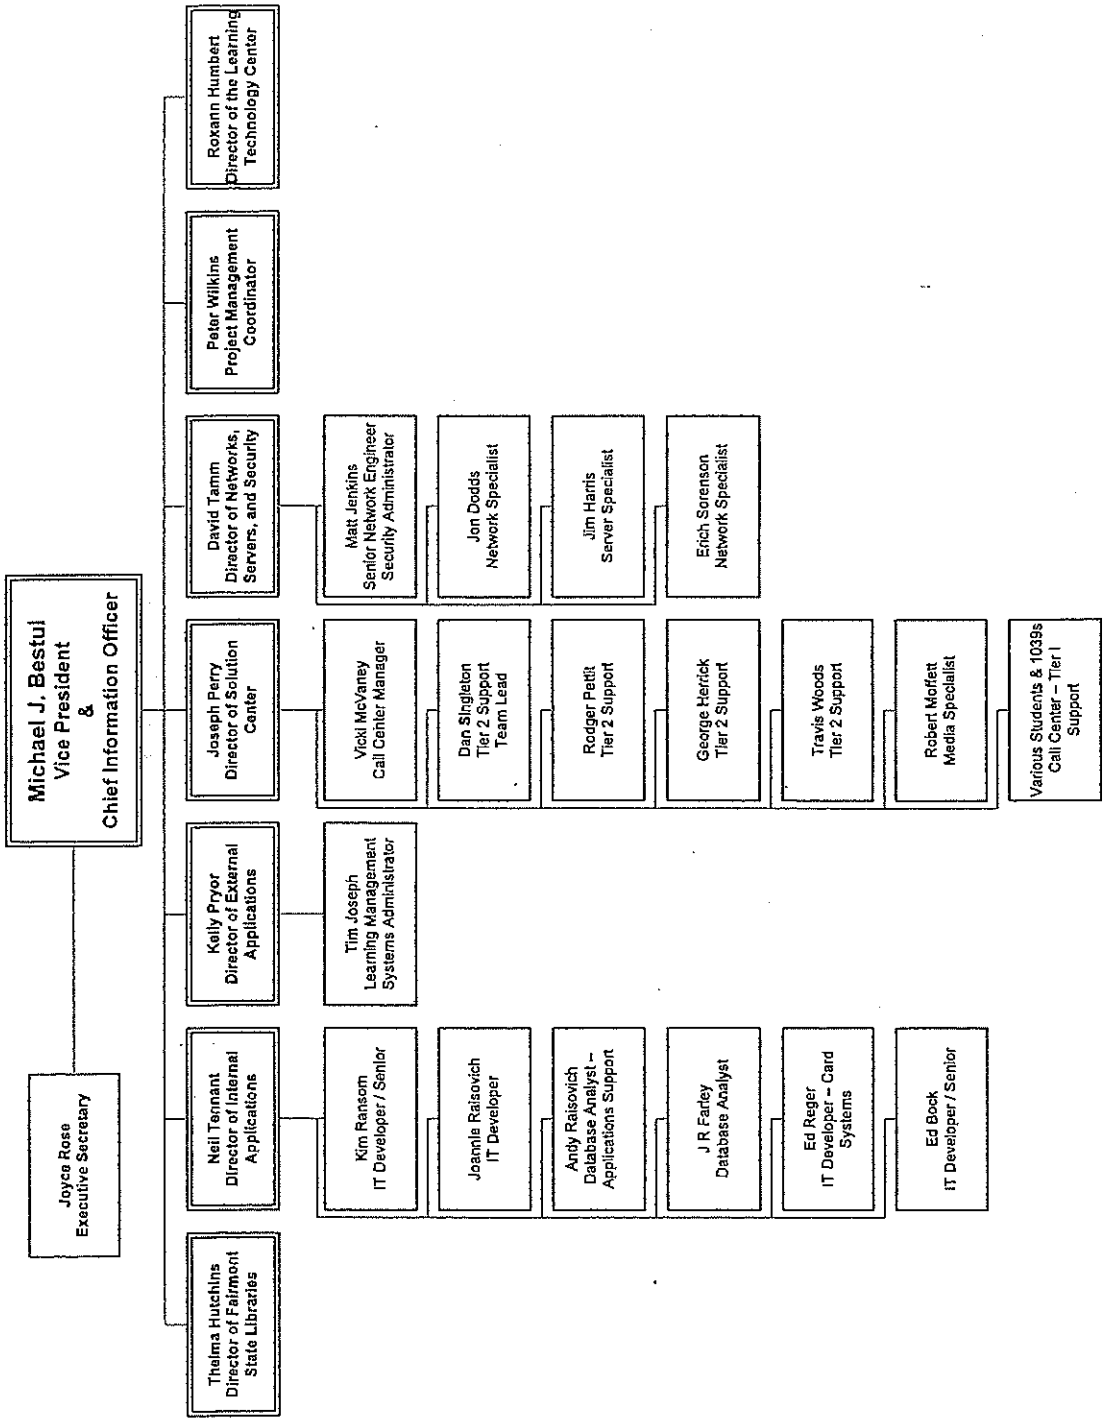 Michael J. Bestul
Vice President
&
Chief Information Officer
Joyce Rose
Executive Secretary
Thelma Hutchins
Director of Fairmont
State Libraries
Neil Tennant
Director of Internal
Applications
Kelly Pryor
Director of External
Applications
Joseph Perry
Director of Solution
Center
David Tamm
Director of Networks,
Servers, and Security
Peter Wilkins
Project Management
Coordinator
Roxann Humbert
Director of the Learning
Technology Center
Kim Ransom
IT Developer / Senior
Joannie Raisovich
IT Developer
Andy Raisovich
Database Analyst –
Applications Support
J R Farley
Database Analyst
Ed Reger
IT Developer – Card
Systems
Ed Bock
IT Developer / Senior
Tim Joseph
Learning Management
Systems Administrator
Vicki McVaney
Call Center Manager
Dan Singleton
Tier 2 Support
Team Lead
Rodger Pettit
Tier 2 Support
George Herrick
Tier 2 Support
Travis Woods
Tier 2 Support
Robert Moffett
Media Specialist
Various Students & 1039s
Call Center – Tier I
Support
Matt Jenkins
Senior Network Engineer
Security Administrator
Jon Dodds
Network Specialist
Jim Harris
Server Specialist
Erich Sorenson
Network Specialist